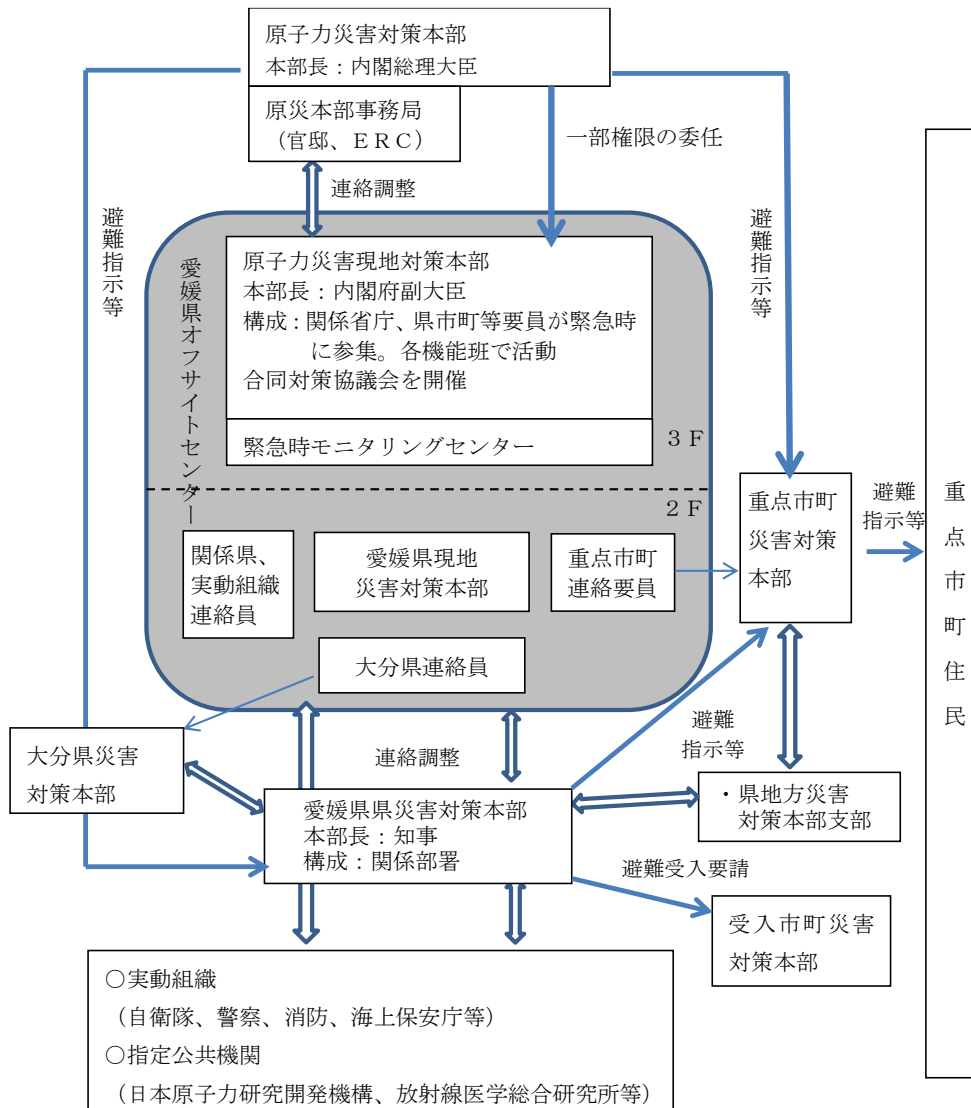 原子力災害対策本部
本部長：内閣総理大臣
原災本部事務局
（官邸、ＥＲＣ）
一部権限の委任
連絡調整
避難指示等
避難指示等
愛媛県オフサイトセンター
原子力災害現地対策本部
本部長：内閣府副大臣
構成：関係省庁、県市町等要員が緊急時
に参集。各機能班で活動
合同対策協議会を開催
緊急時モニタリングセンター
３Ｆ
２Ｆ
関係県、
実動組織
連絡員
愛媛県現地
災害対策本部
重点市町
連絡要員
重点市町
災害対策
本部
避難
指示等
重点市町住民
大分県連絡員
大分県災害
対策本部
連絡調整
避難
指示等
愛媛県県災害対策本部
本部長：知事
構成：関係部署
・県地方災害
対策本部支部
避難受入要請
受入市町災害
対策本部
○実動組織
（自衛隊、警察、消防、海上保安庁等）
○指定公共機関
（日本原子力研究開発機構、放射線医学総合研究所等）